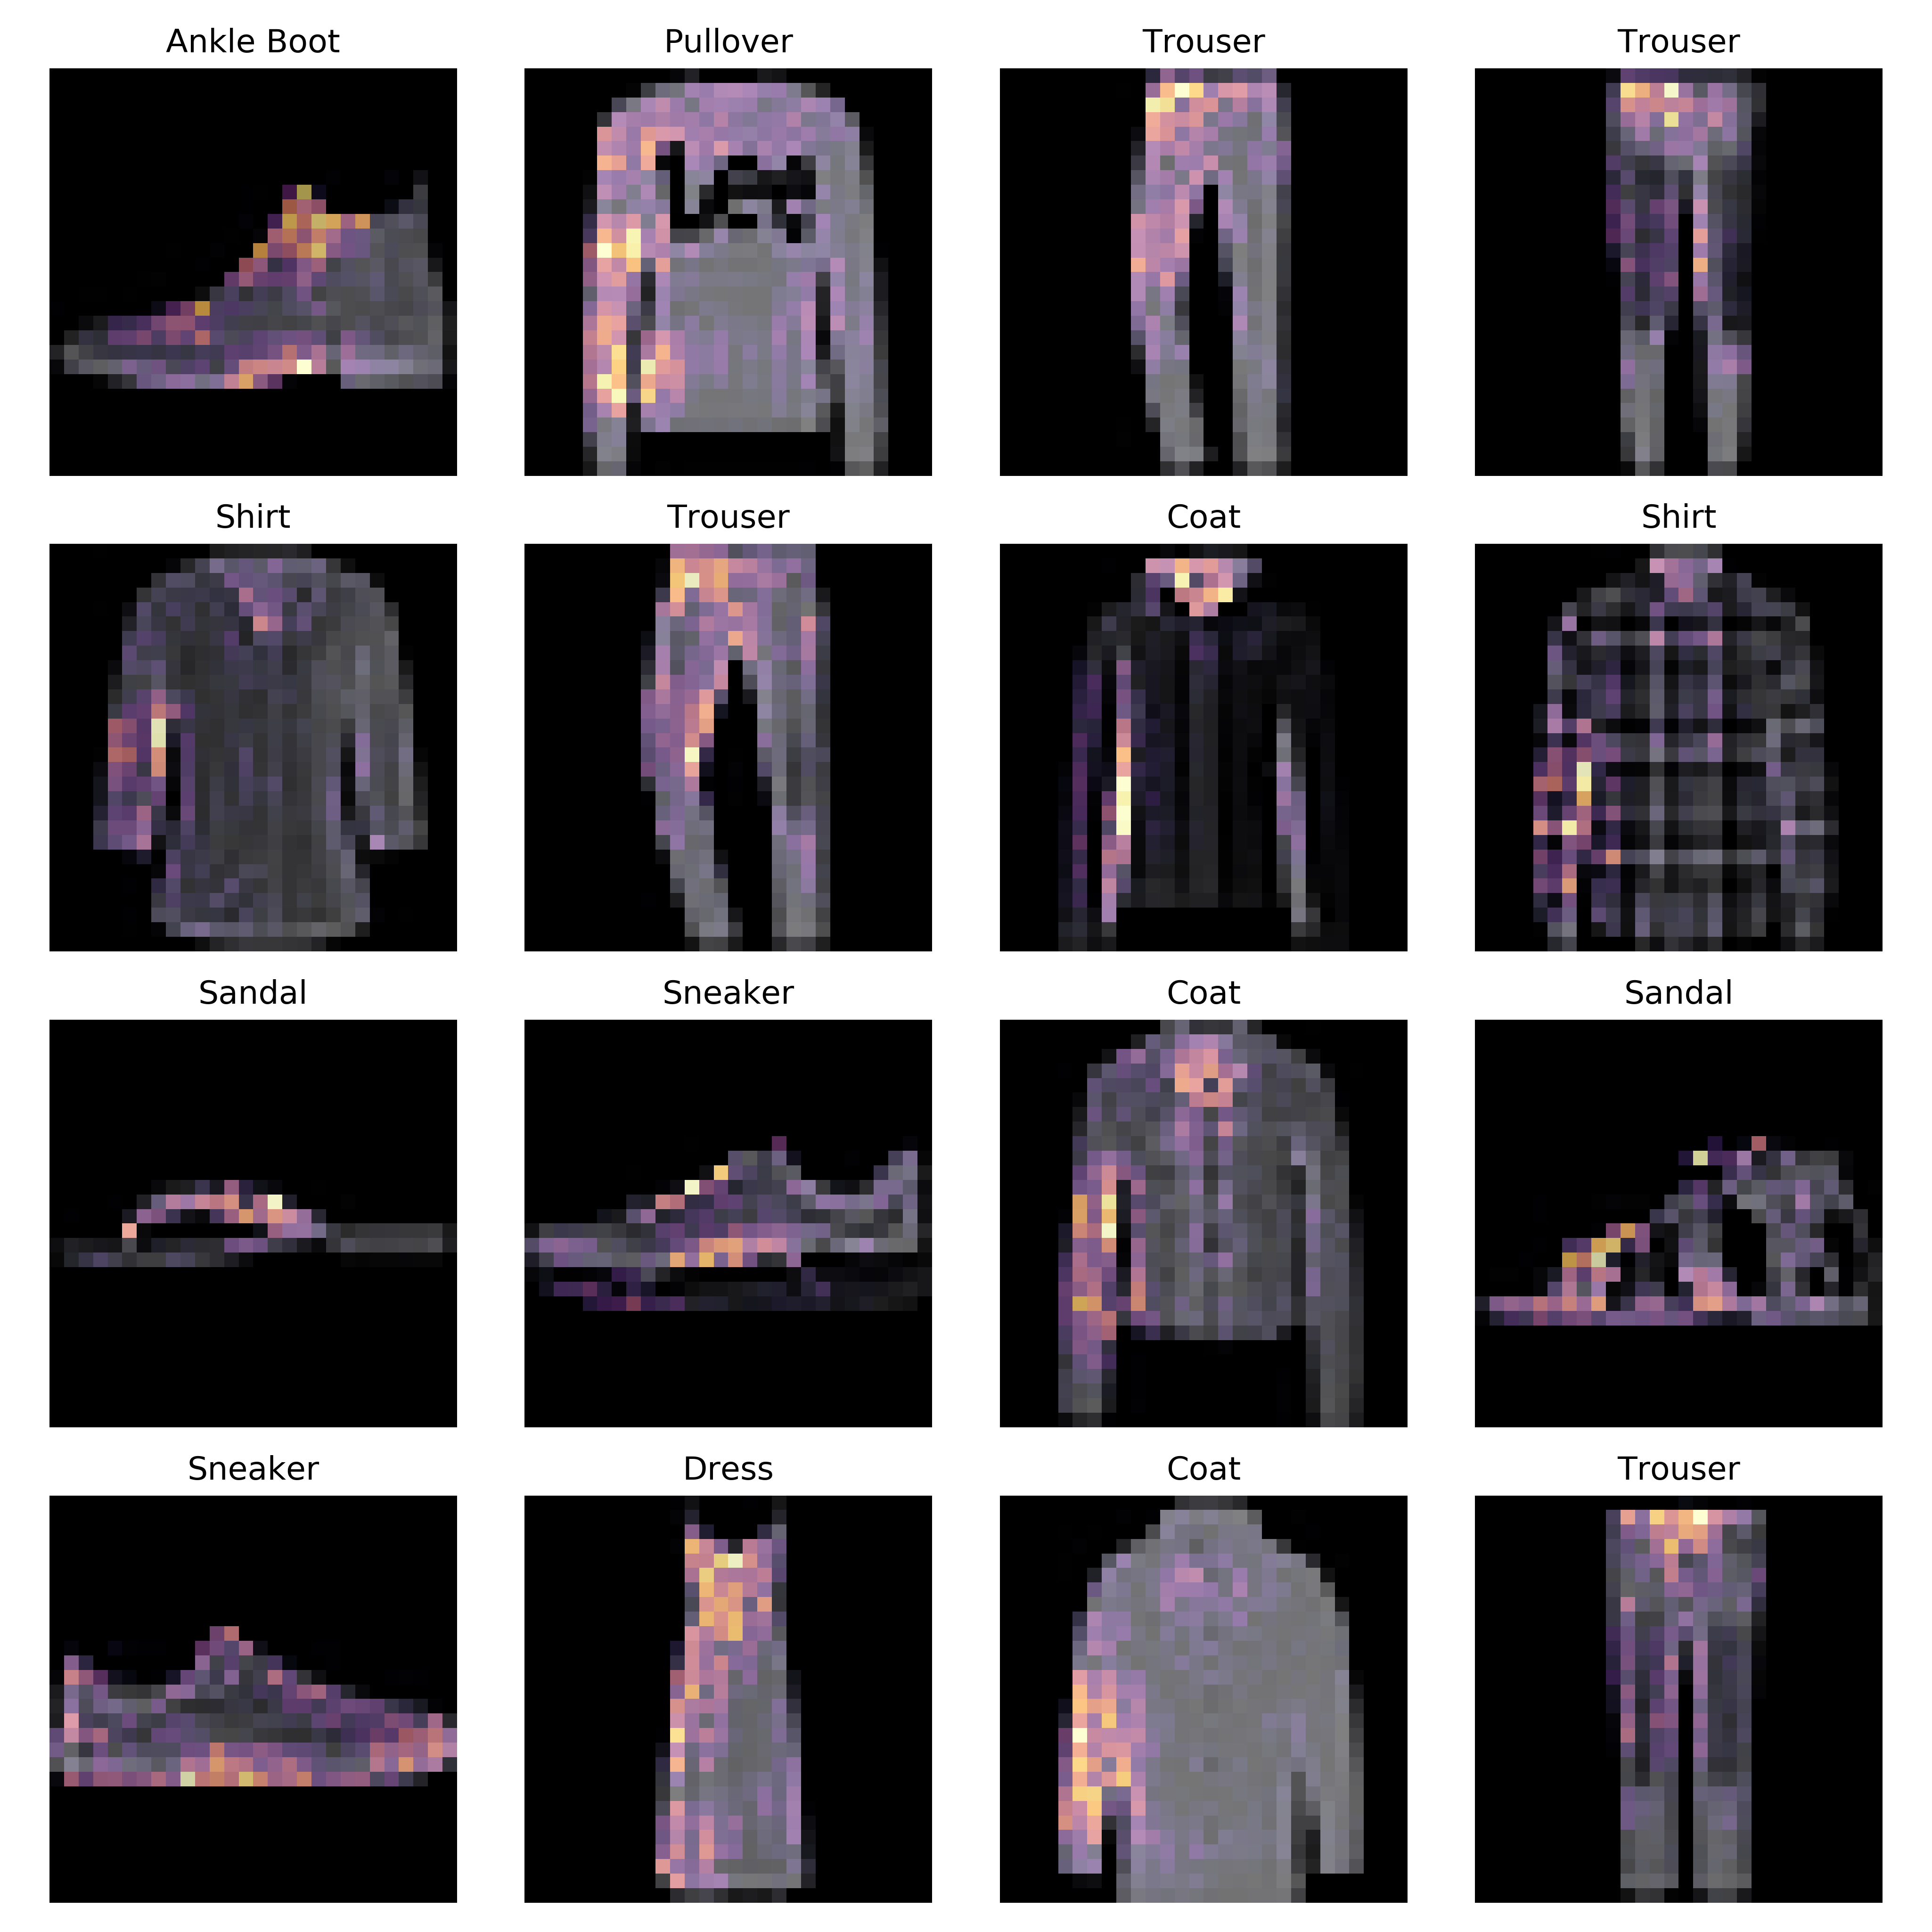 Ankle Boot
Pullover
Trouser
Trouser
Shirt
Trouser
Coat
Shirt
Sandal
Sneaker
Coat
Sandal
Sneaker
Dress
Coat
Trouser